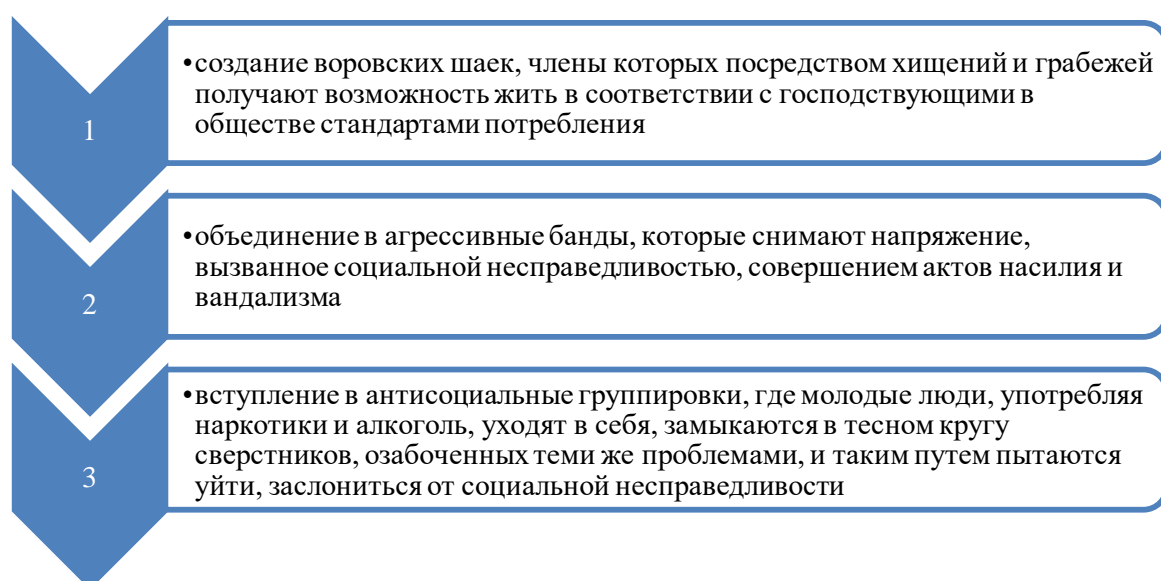 1
•создание воровских шаек, члены которых посредством хищений и грабежей
получают возможность жить в соответствии с господствующими в
обществе стандартами потребления
2
•объединение в агрессивные банды, которые снимают напряжение,
вызванное социальной несправедливостью, совершением актов насилия и
вандализма
3
•вступление в антисоциальные группировки, где молодые люди, употребляя
наркотики и алкоголь, уходят в себя, замыкаются в тесном кругу
сверстников, озабоченных теми же проблемами, и таким путем пытаются
уйти, заслониться от социальной несправедливости